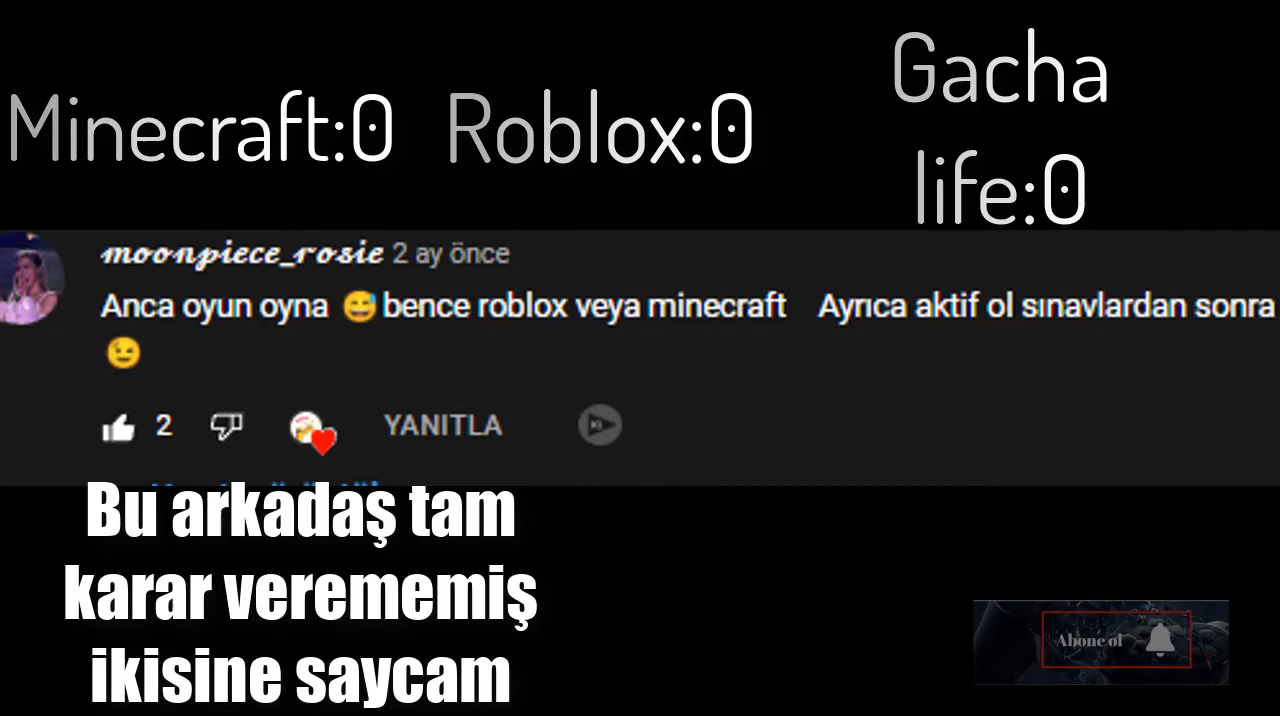 Minecraft:0 Roblox:0 Gacha
life:0
moonpiece_rosie 2 ay önce
Anca oyun oyna 😅 bence roblox veya minecraft Ayrıca aktif ol sınavlardan sonra
😉
2 YANITLA
Bu arkadaş tam
karar verememiş
ikisine saycam
Abone ol